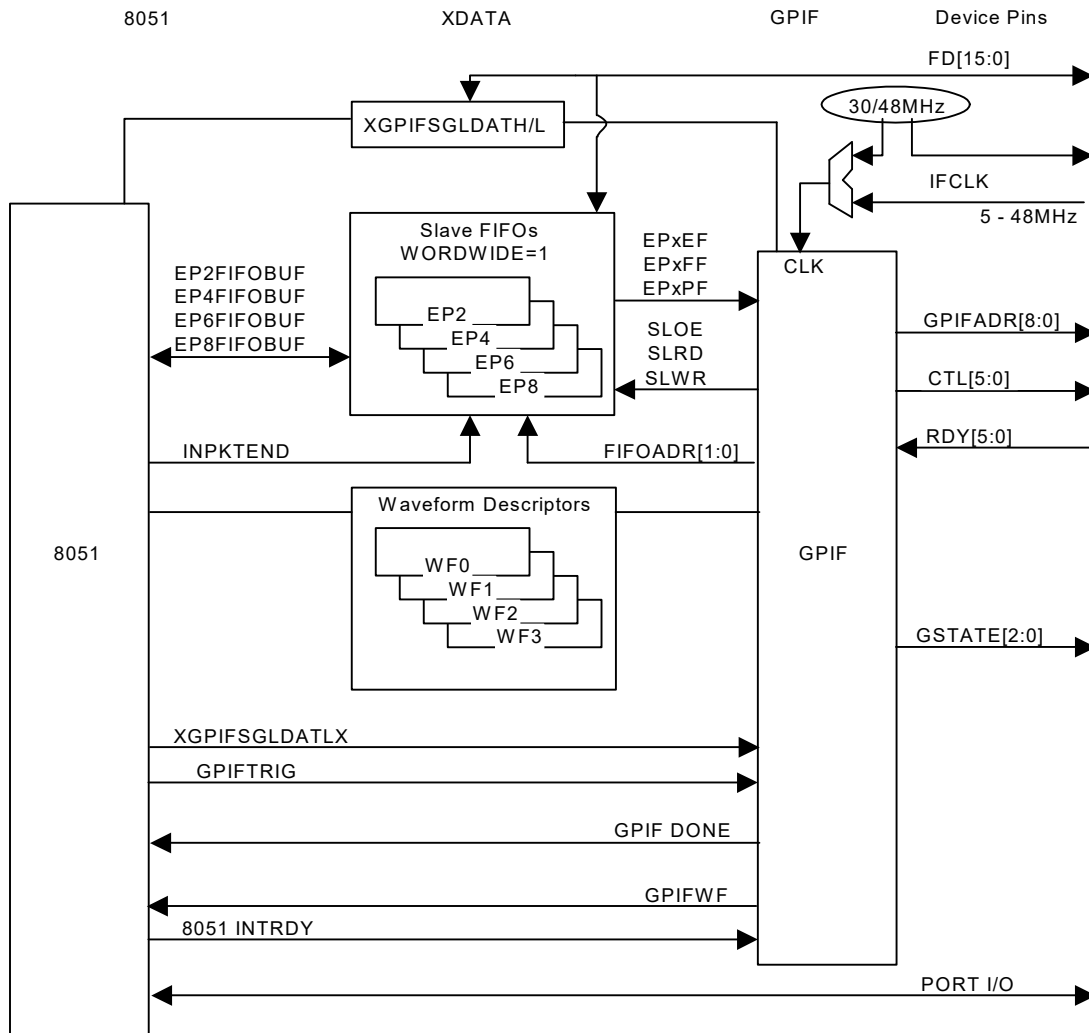 8051 XDATA GPIF Device Pins
FD[15:0]
30/48MHz
XGPIFSGLDATH/L
IFCLK
5 - 48MHz
Slave FIFOs
WORDWIDE=1
EPxEF
EPxFF
EPxPF
CLK
EP2FIFOBUF
EP4FIFOBUF
EP6FIFOBUF
EP8FIFOBUF
EP2
EP4
EP6
EP8
SLOE
SLRD
SLWR
GPIFADR[8:0]
CTL[5:0]
RDY[5:0]
INPKTEND
FIFOADR[1:0]
Waveform Descriptors
8051
GPIF
WF0
WF1
WF2
WF3
GSTATE[2:0]
XGPIFSGLDATLX
GPIFTRIG
GPIF DONE
GPIFWF
8051 INTRDY
PORT I/O